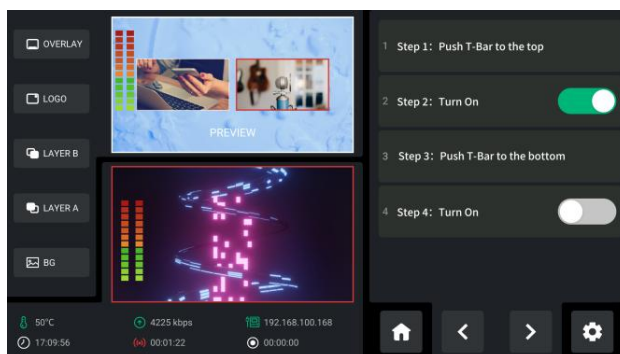 OVERLAY
LOGO
LAYER B
LAYER A
BG
PREVIEW
50°C
4225 kbps
192.168.100.168
17:09:56
00:01:22
00:00:00
1 Step 1: Push T-Bar to the top
2 Step 2: Turn On
3 Step 3: Push T-Bar to the bottom
4 Step 4: Turn On